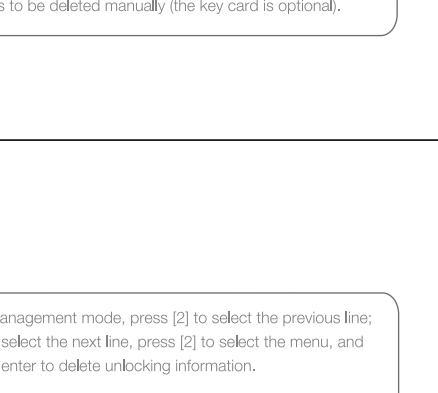 s to be deleted manually (the key card is optional).
anagement mode, press [2] to select the previous line;
select the next line, press [2] to select the menu, and
enter to delete unlocking information.